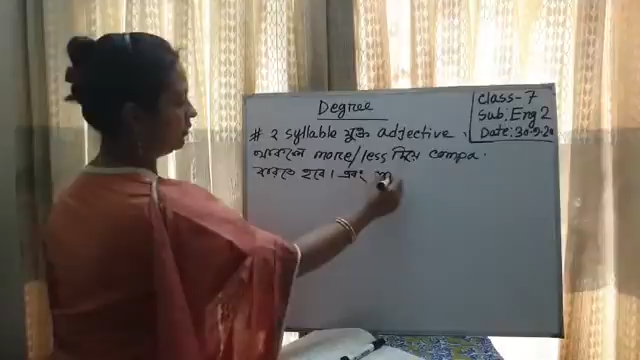 Degree
Class-7
Sub: Eng 2
Date: 30-9-20
# 2 syllable যুক্ত adjective
থাকলে more/less দিয়ে compa.
করতে হবে। এবং